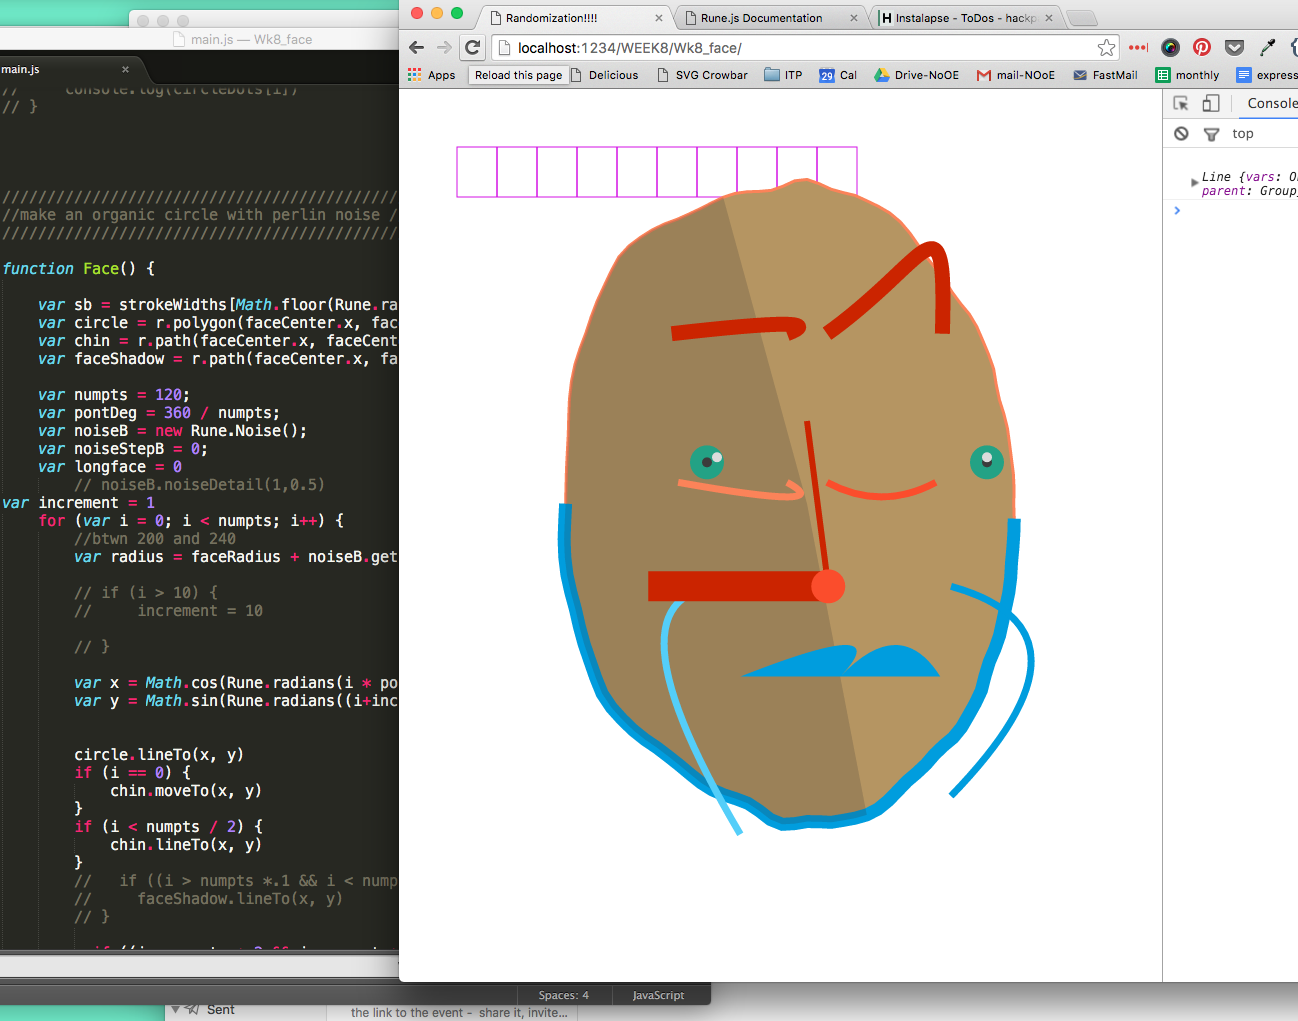 main.js — Wk8_face
main.js
//     console.log(circleDots[i])
// }
//make an organic circle with perlin noise /
function Face() {
var sb = strokeWidths[Math.floor(Rune.ra
var circle = r.polygon(faceCenter.x, fac
var chin = r.path(faceCenter.x, faceCent
var faceShadow = r.path(faceCenter.x, fa
var numpts = 120;
var pontDeg = 360 / numpts;
var noiseB = new Rune.Noise();
var noiseStepB = 0;
var longface = 0
// noiseB.noiseDetail(1,0.5)
var increment = 1
for (var i = 0; i < numpts; i++) {
//btwn 200 and 240
var radius = faceRadius + noiseB.get
// if (i > 10) {
//     increment = 10
// }
var x = Math.cos(Rune.radians(i * po
var y = Math.sin(Rune.radians((i+inc
circle.lineTo(x, y)
if (i == 0) {
chin.moveTo(x, y)
}
if (i < numpts / 2) {
chin.lineTo(x, y)
}
//   if ((i > numpts *.1 && i < nump
//     faceShadow.lineTo(x, y)
// }
Spaces: 4 JavaScript
Sent
the link to the event - share it, invite...
Randomization!!!! Rune.js Documentation Instalapse - ToDos - hackp
localhost:1234/WEEK8/Wk8_face/
Apps Reload this page Delicious SVG Crowbar ITP 29 Cal Drive-NoOE mail-NOoE FastMail monthly express
Console
top
Line {vars: O
parent: Group